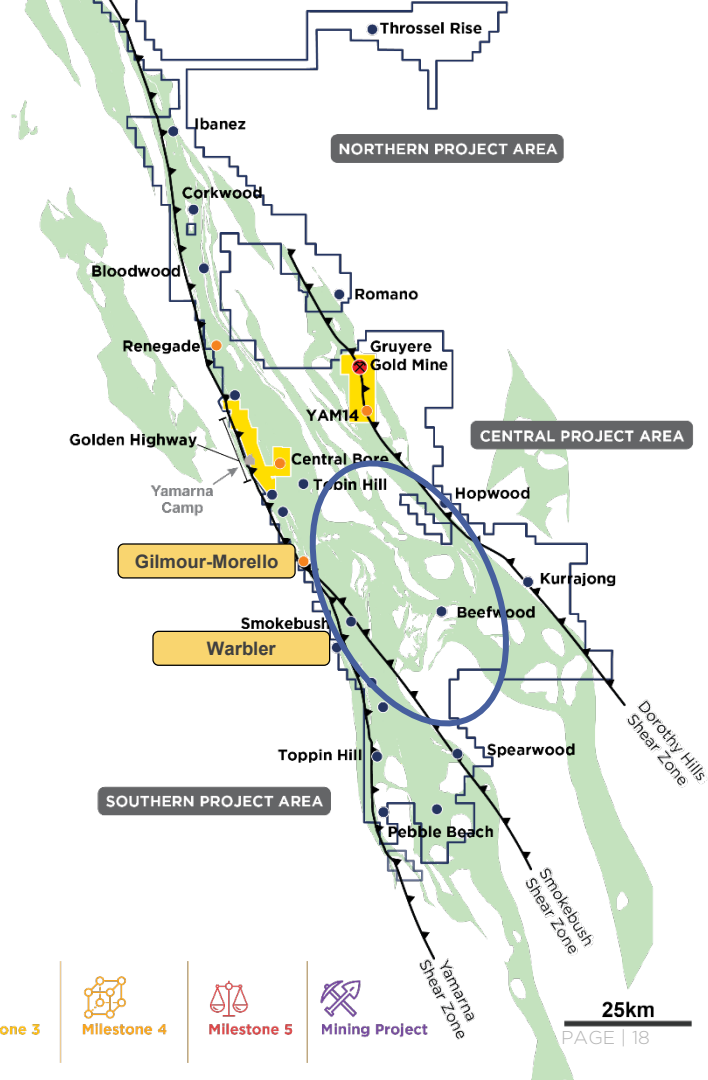 Throssel Rise
Ibanez
NORTHERN PROJECT AREA
Corkwood
Bloodwood
Romano
Renegade
Gruyere
Gold Mine
YAM14
CENTRAL PROJECT AREA
Golden Highway
Central Bore
Yamarna
Camp
Tobin Hill
Hopwood
Gilmour-Morello
Kurrajong
Beefwood
Smokebush
Warbler
Dorothy Hills
Shear Zone
Toppin Hill
Spearwood
SOUTHERN PROJECT AREA
Pebble Beach
Smokebush
Shear Zone
Yamarna
Shear Zone
25km
one 3
Milestone 4
Milestone 5
Mining Project
PAGE | 18